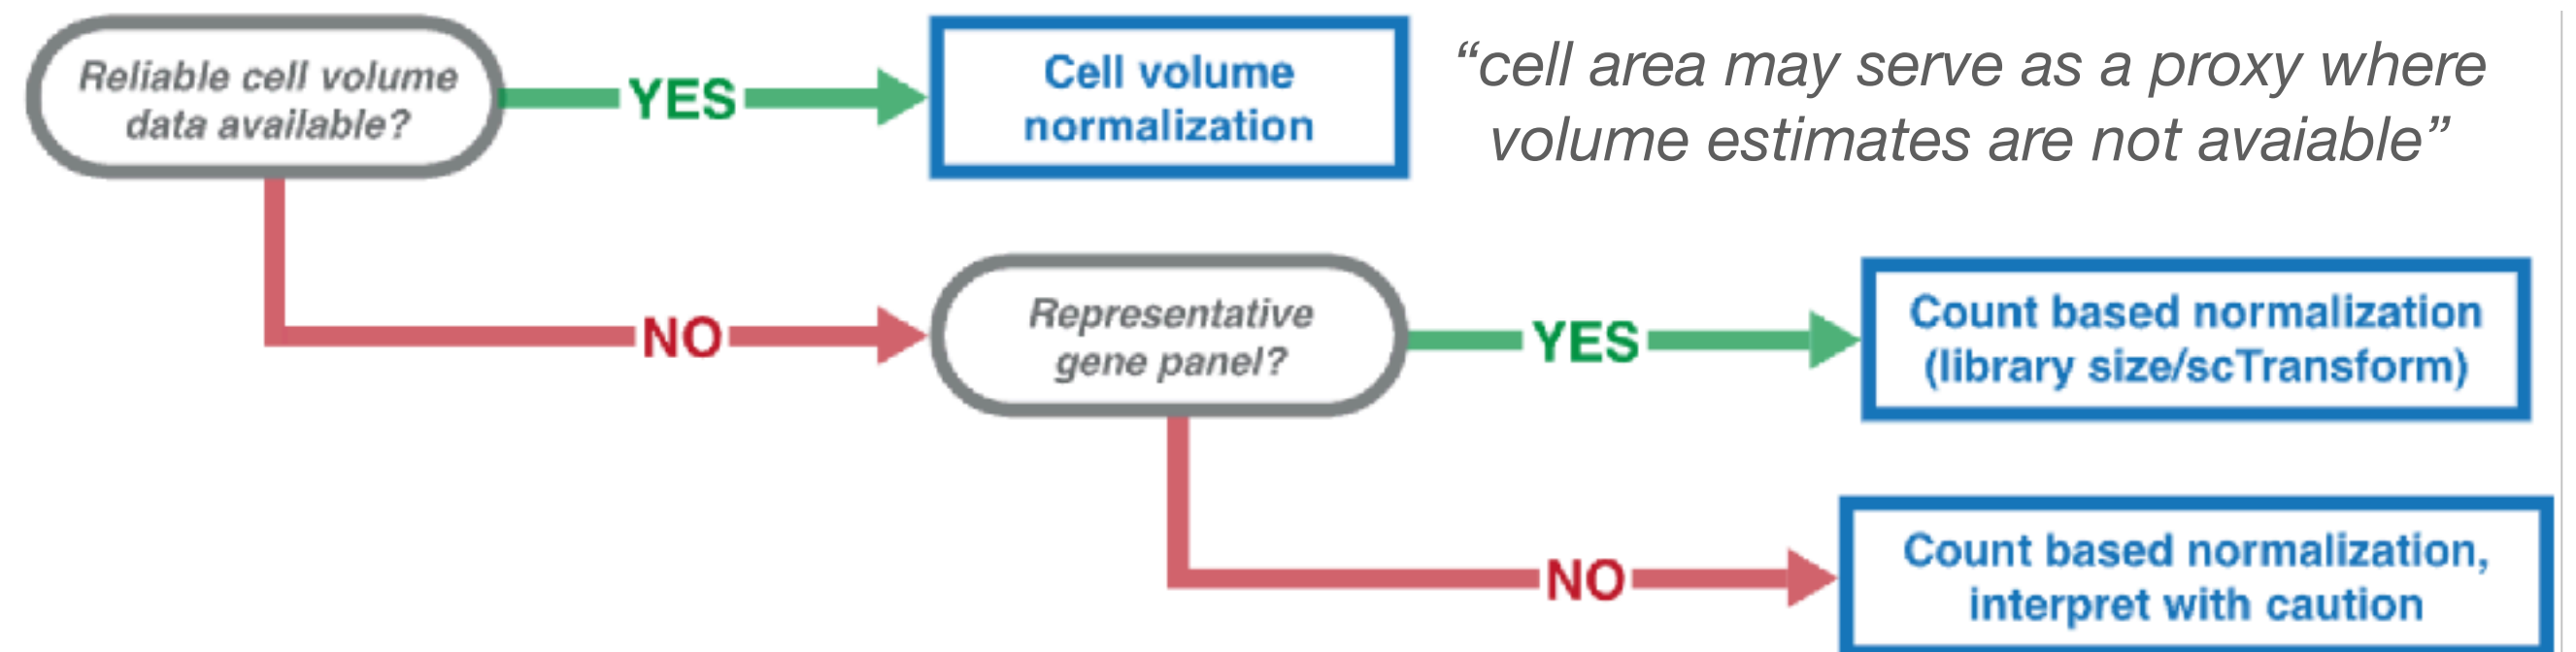 Reliable cell volume
data available?
YES
Cell volume
normalization
“cell area may serve as a proxy where
volume estimates are not avaiable”
NO
Representative
gene panel?
YES
Count based normalization
(library size/scTransform)
NO
Count based normalization,
interpret with caution